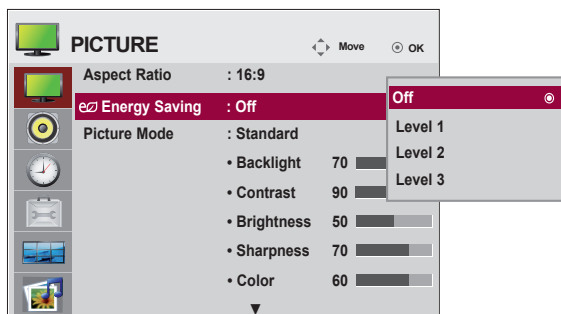 PICTURE
Move
OK
Aspect Ratio : 16:9
Energy Saving : Off
Picture Mode : Standard
• Backlight 70
• Contrast 90
• Brightness 50
• Sharpness 70
• Color 60
Off
Level 1
Level 2
Level 3